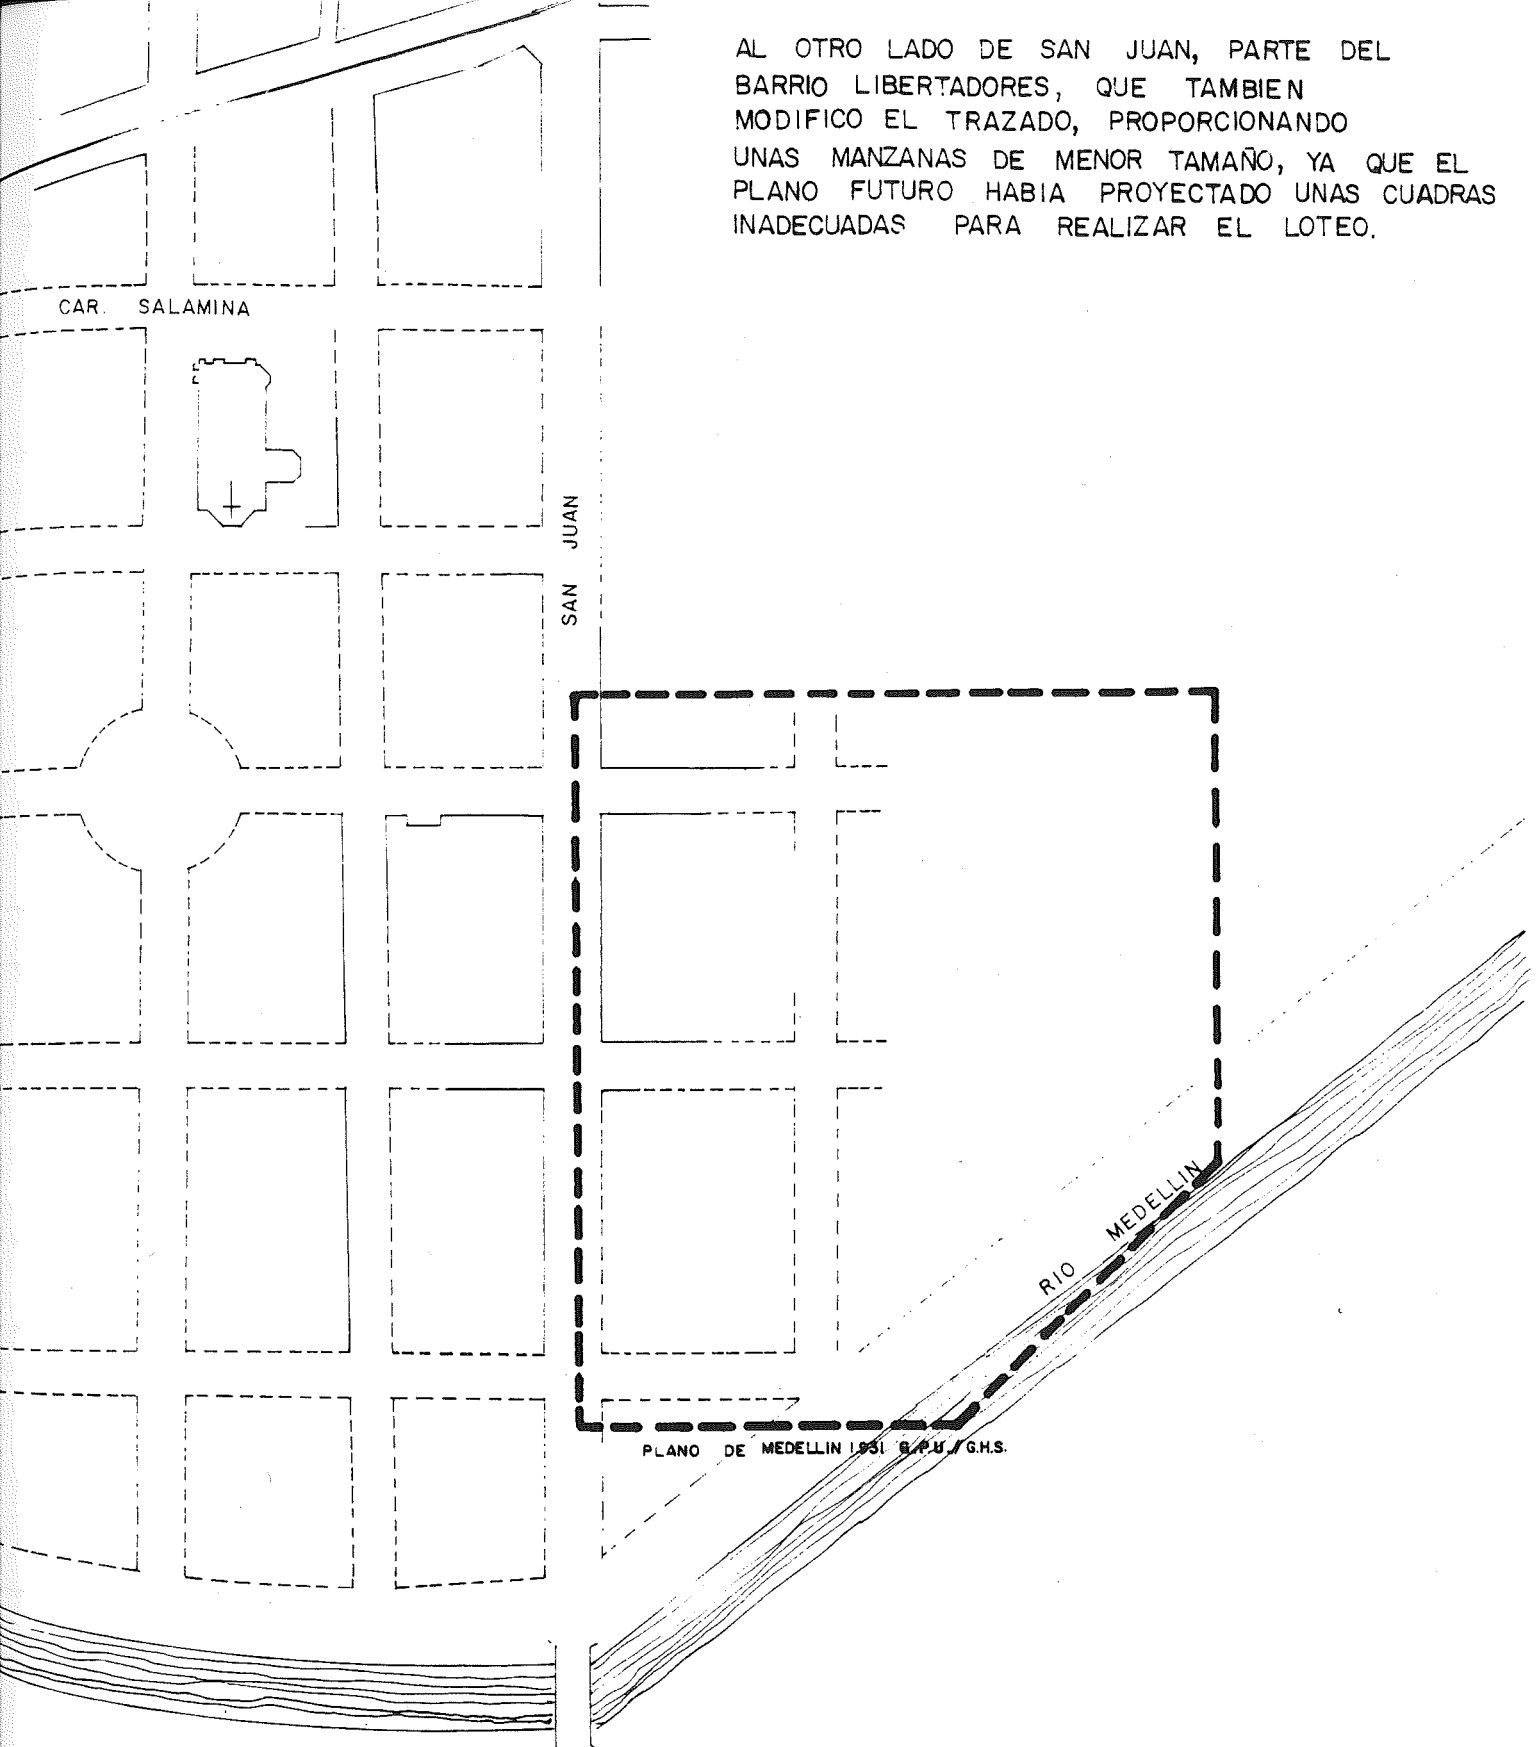 AL OTRO LADO DE SAN JUAN, PARTE DEL
BARRIO LIBERTADORES, QUE TAMBIEN
MODIFICO EL TRAZADO, PROPORCIONANDO
UNAS MANZANAS DE MENOR TAMAÑO, YA QUE EL
PLANO FUTURO HABIA PROYECTADO UNAS CUADRAS
INADECUADAS PARA REALIZAR EL LOTEO.
CAR. SALAMINA
SAN JUAN
RIO MEDELLIN
PLANO DE MEDELLIN 1.931 G.P.U./G.H.S.